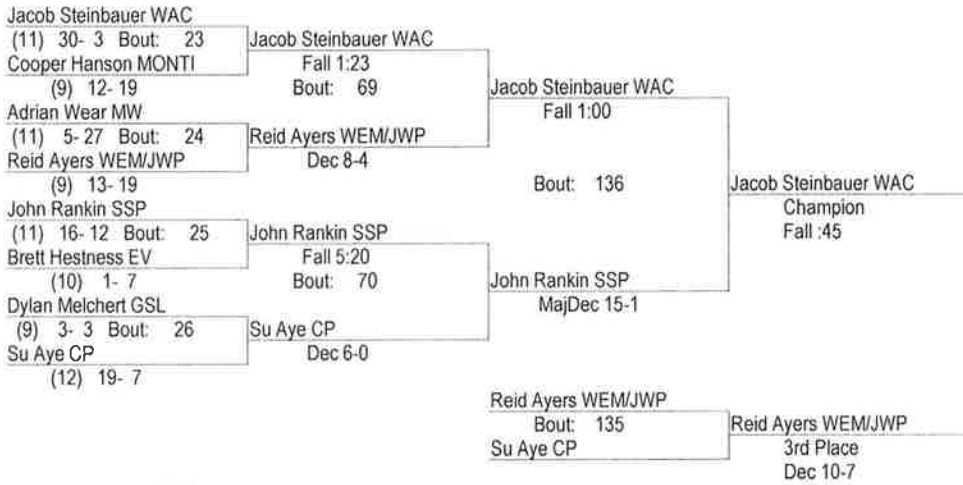 Jacob Steinbauer WAC
(11) 30- 3 Bout: 23
Cooper Hanson MONTI
(9) 12- 19
Adrian Wear MW
(11) 5- 27 Bout: 24
Reid Ayers WEM/JWP
(9) 13- 19
John Rankin SSP
(11) 16- 12 Bout: 25
Brett Hestness EV
(10) 1- 7
Dylan Melchert GSL
(9) 3- 3 Bout: 26
Su Aye CP
(12) 19- 7
Jacob Steinbauer WAC
Fall 1:23
Bout: 69
Reid Ayers WEM/JWP
Dec 8-4
John Rankin SSP
Fall 5:20
Bout: 70
Su Aye CP
Dec 6-0
Jacob Steinbauer WAC
Fall 1:00
Bout: 136
John Rankin SSP
MajDec 15-1
Jacob Steinbauer WAC
Champion
Fall :45
Reid Ayers WEM/JWP
Bout: 135
Su Aye CP
Reid Ayers WEM/JWP
3rd Place
Dec 10-7